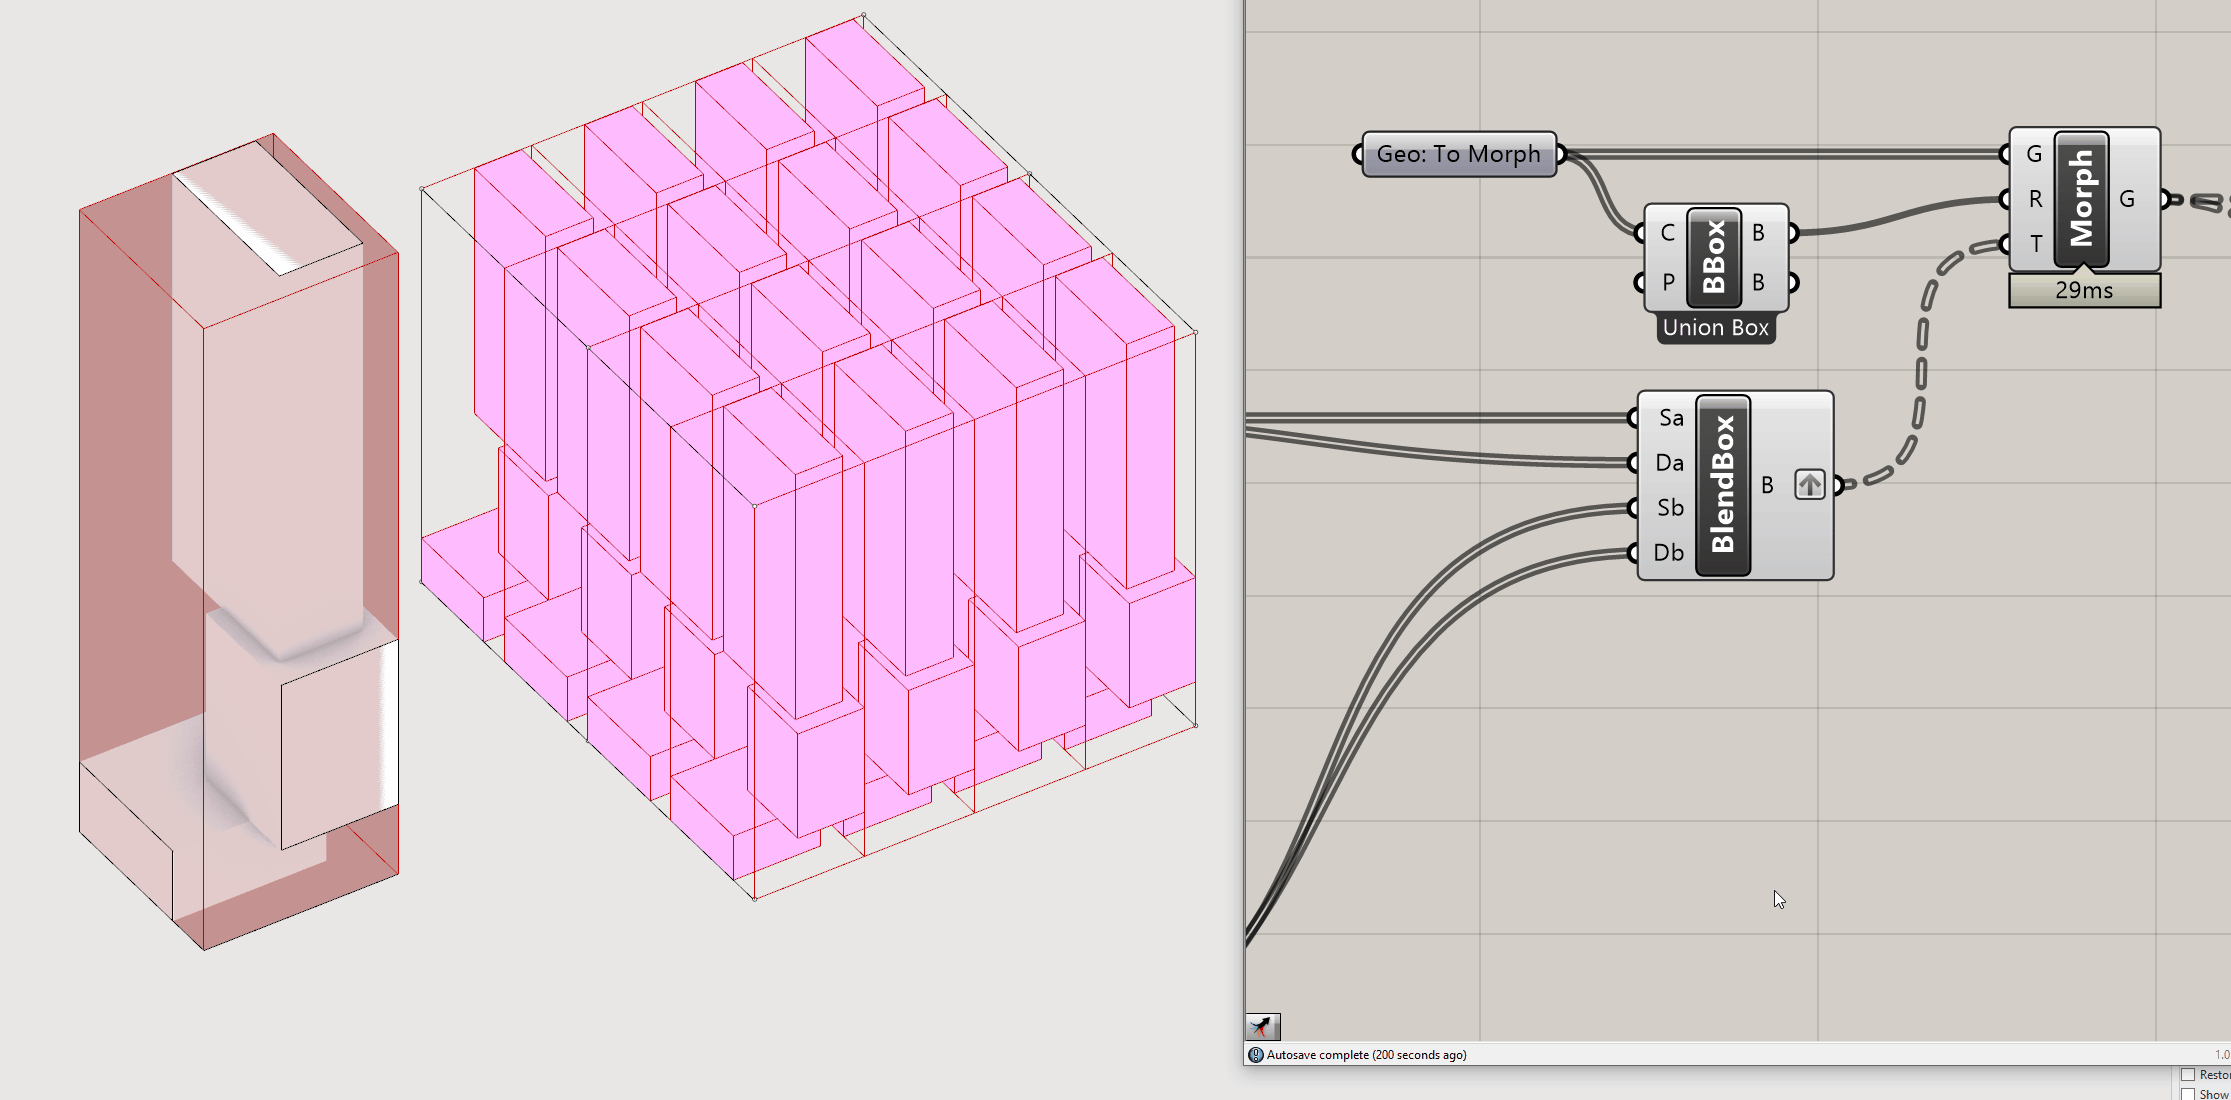 Geo: To Morph
G
R
T
Morph
G
29ms
C
P
BBox
B
B
Union Box
Sa
Da
Sb
Db
BlendBox
B
Autosave complete (200 seconds ago)
1.0
Resto
Show